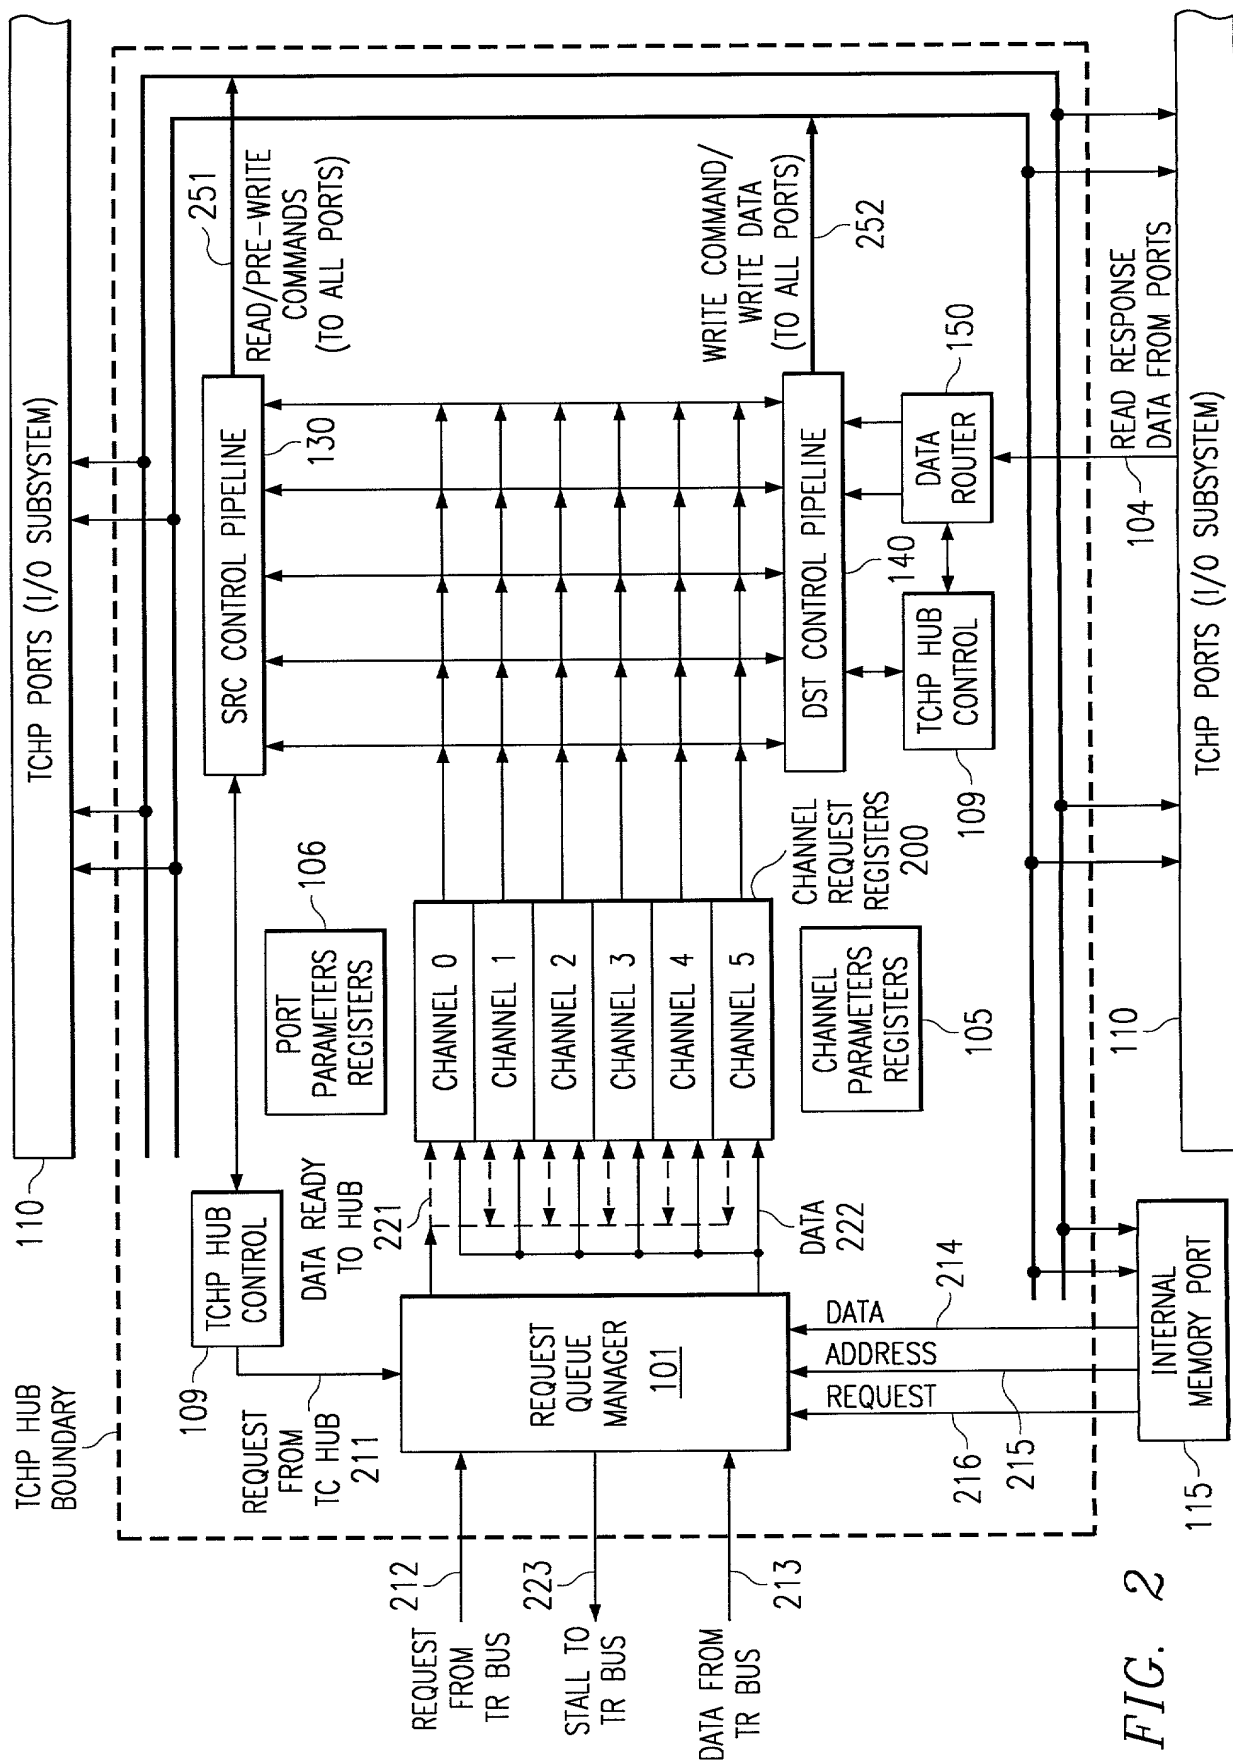 TCHP HUB
BOUNDARY
110
TCHP PORTS (I/O SUBSYSTEM)
109
TCHP HUB
CONTROL
REQUEST
FROM
TC HUB
211
DATA READY
TO HUB
221
PORT
PARAMETERS
REGISTERS
106
SRC CONTROL PIPELINE
130
251
READ/PRE-WRITE
COMMANDS
(TO ALL PORTS)
REQUEST
FROM
TR BUS
212
STALL TO
TR BUS
223
DATA FROM
TR BUS
213
REQUEST
QUEUE
MANAGER
101
CHANNEL 0
CHANNEL 1
CHANNEL 2
CHANNEL 3
CHANNEL 4
CHANNEL 5
DATA
222
CHANNEL
REQUEST
REGISTERS
200
CHANNEL
PARAMETERS
REGISTERS
105
DST CONTROL PIPELINE
140
WRITE COMMAND/
WRITE DATA
(TO ALL PORTS)
252
109
TCHP HUB
CONTROL
DATA
ROUTER
150
DATA
214
ADDRESS
215
REQUEST
216
104
READ RESPONSE
DATA FROM PORTS
115
INTERNAL
MEMORY PORT
110
TCHP PORTS (I/O SUBSYSTEM)
FIG. 2